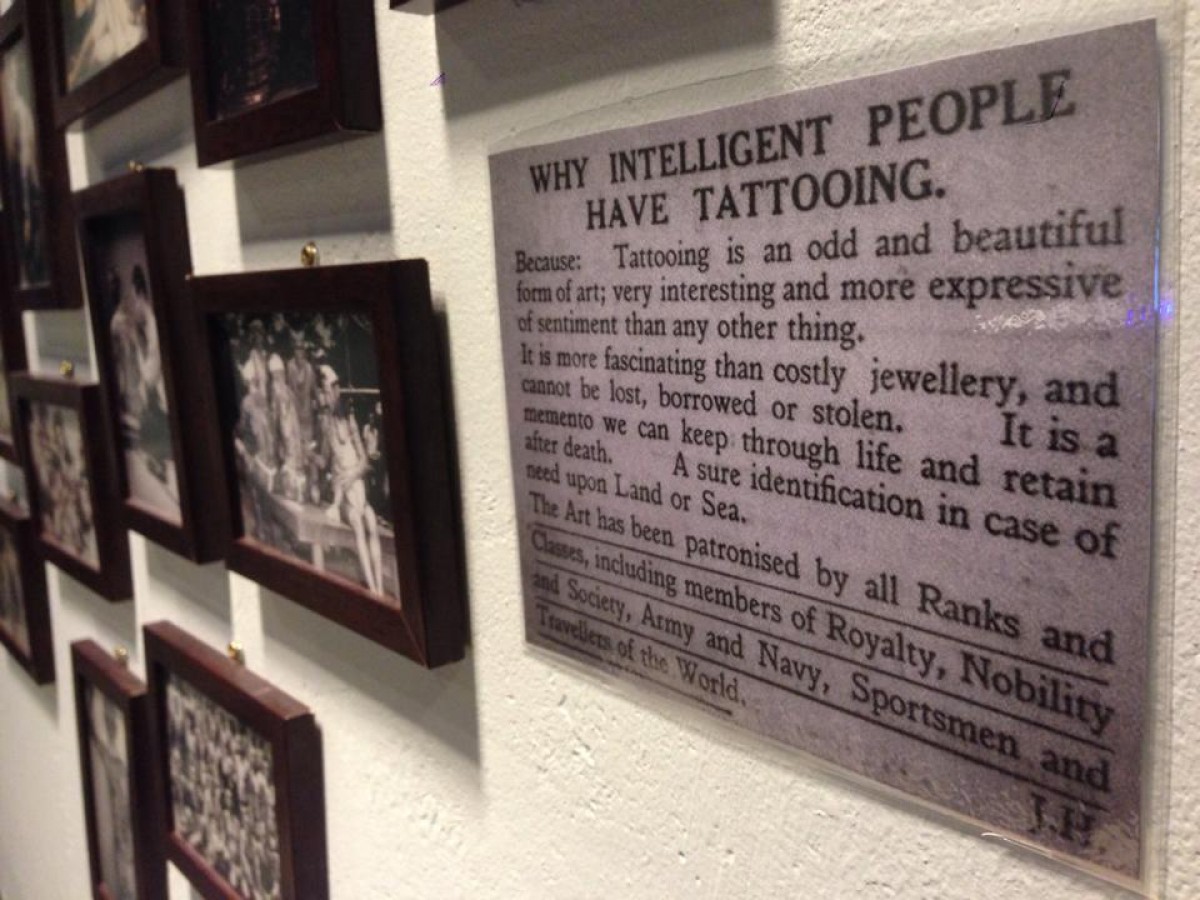 WHY INTELLIGENT PEOPLE
HAVE TATTOOING.
Because: Tattooing is an odd and beautiful
form of art; very interesting and more expressive
of sentiment than any other thing.
It is more fascinating than costly jewellery, and
cannot be lost, borrowed or stolen. It is a
memento we can keep through life and retain
after death. A sure identification in case of
need upon Land or Sea.
The Art has been patronised by all Ranks and
Classes, including members of Royalty, Nobility
and Society, Army and Navy, Sportsmen and
Travellers of the World.
J.H.